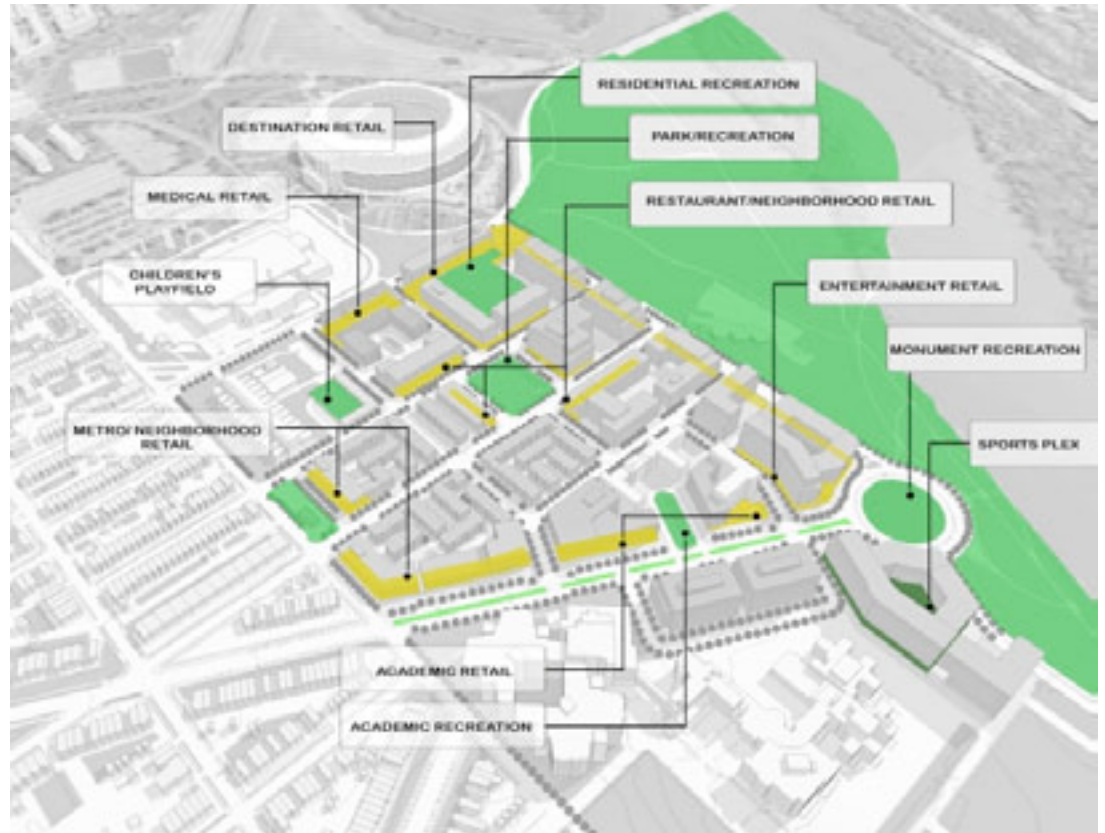 RESIDENTIAL RECREATION
DESTINATION RETAIL
PARK/RECREATION
MEDICAL RETAIL
RESTAURANT/NEIGHBORHOOD RETAIL
CHILDREN'S
PLAYFIELD
ENTERTAINMENT RETAIL
MONUMENT RECREATION
METRO/ NEIGHBORHOOD
RETAIL
SPORTS PLEX
ACADEMIC RETAIL
ACADEMIC RECREATION